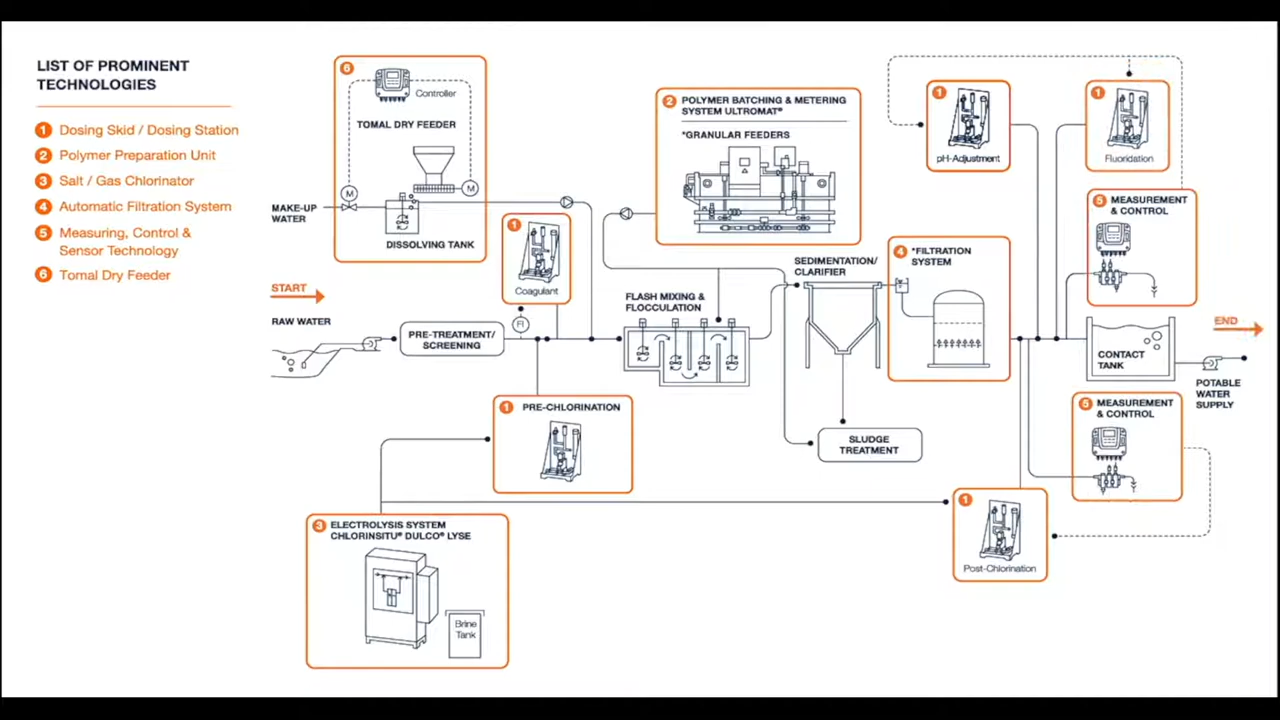 LIST OF PROMINENT
TECHNOLOGIES
1 Dosing Skid / Dosing Station
2 Polymer Preparation Unit
3 Salt / Gas Chlorinator
4 Automatic Filtration System
5 Measuring, Control &
Sensor Technology
6 Tomal Dry Feeder
6
Controller
TOMAL DRY FEEDER
M
M
MAKE-UP
WATER
DISSOLVING TANK
2 POLYMER BATCHING & METERING
SYSTEM ULTROMAT®
*GRANULAR FEEDERS
1
pH-Adjustment
1
Fluoridation
5 MEASUREMENT
& CONTROL
1
Coagulant
FI
START
RAW WATER
PRE-TREATMENT/
SCREENING
FLASH MIXING &
FLOCCULATION
SEDIMENTATION/
CLARIFIER
4 *FILTRATION
SYSTEM
CONTACT
TANK
END
POTABLE
WATER
SUPPLY
1 PRE-CHLORINATION
SLUDGE
TREATMENT
5 MEASUREMENT
& CONTROL
3 ELECTROLYSIS SYSTEM
CHLORINSITU® DULCO® LYSE
Brine
Tank
1
Post-Chlorination